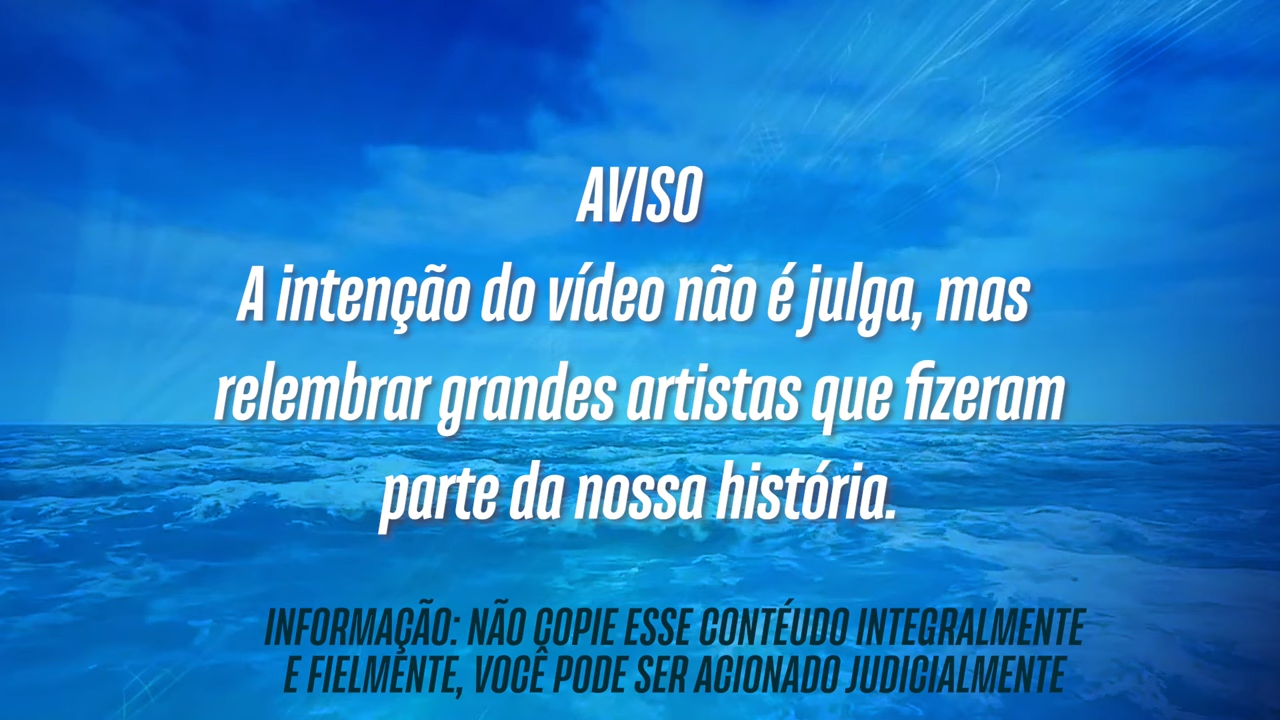 AVISO
A intenção do vídeo não é julga, mas
relembrar grandes artistas que fizeram
parte da nossa história.
INFORMAÇÃO: NÃO COPIE ESSE CONTÉUDO INTEGRALMENTE
E FIELMENTE, VOCÊ PODE SER ACIONADO JUDICIALMENTE